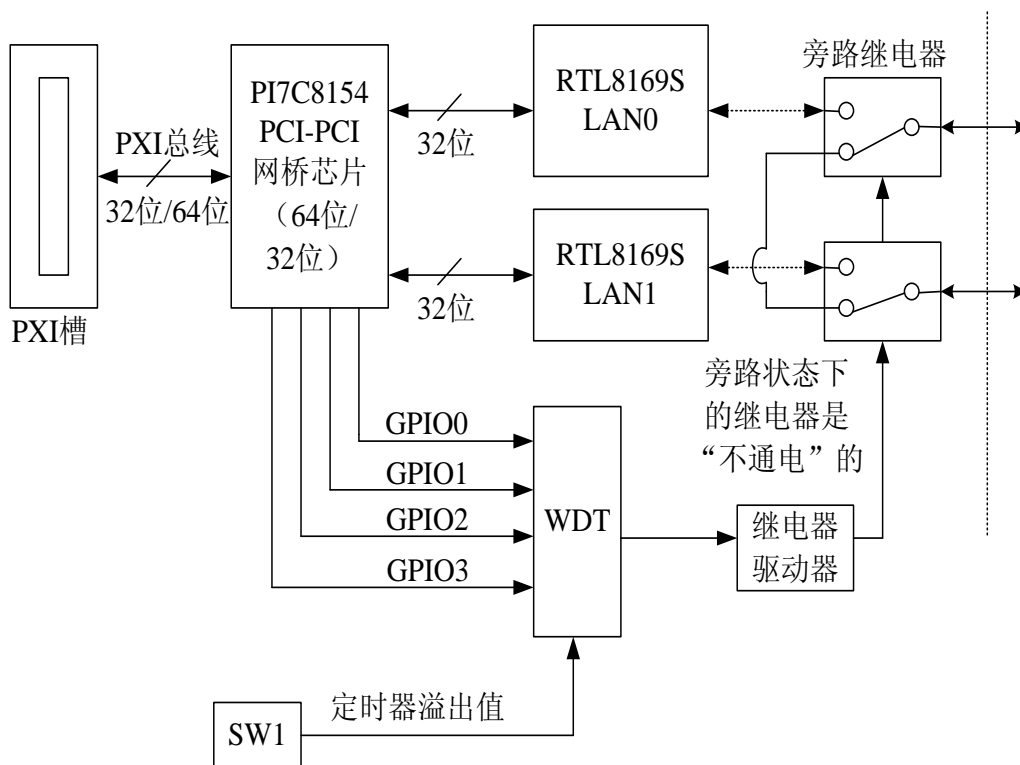 PXI槽
PXI总线
32位/64位
PI7C8154
PCI-PCI
网桥芯片
（64位/
32位）
32位
32位
RTL8169S
LAN0
RTL8169S
LAN1
旁路继电器
旁路状态下
的继电器是
“不通电”的
GPIO0
GPIO1
GPIO2
GPIO3
WDT
继电器
驱动器
SW1
定时器溢出值